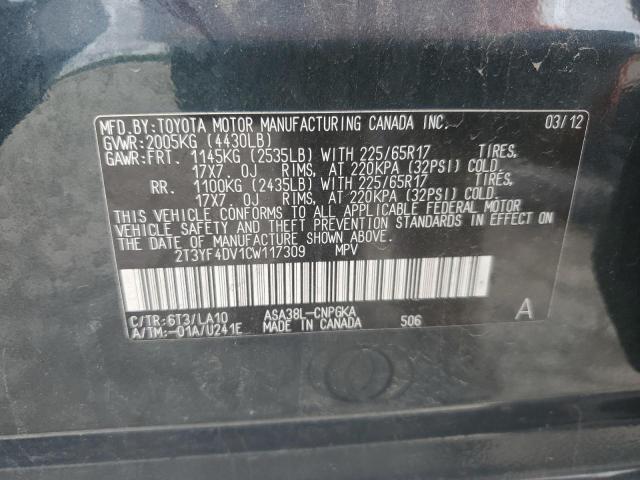 MFD.BY:TOYOTA MOTOR MANUFACTURING CANADA INC. 03/12
GVWR:2005KG (4430LB)
GAWR:FRT. 1145KG (2535LB) WITH 225/65R17 TIRES,
17X7.0J RIMS, AT 220KPA (32PSI) COLD.
RR. 1100KG (2435LB) WITH 225/65R17 TIRES,
17X7.0J RIMS, AT 220KPA (32PSI) COLD.
THIS VEHICLE CONFORMS TO ALL APPLICABLE FEDERAL MOTOR
VEHICLE SAFETY AND THEFT PREVENTION STANDARDS IN EFFECT ON
THE DATE OF MANUFACTURE SHOWN ABOVE.
2T3YF4DV1CW117309 MPV
C/TR:6T3/LA10 ASA38L-CNPGKA A
A/TM:-01A/U241E MADE IN CANADA 506